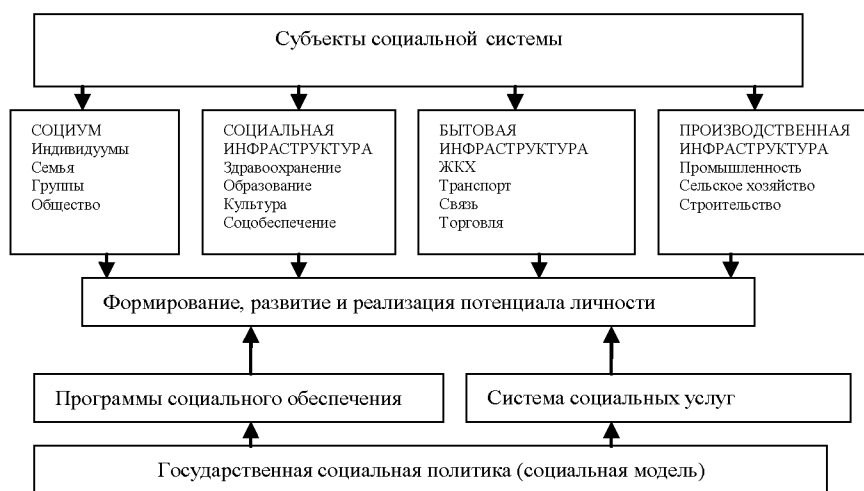 Субъекты социальной системы
СОЦИУМ
Индивидуумы
Семья
Группы
Общество
СОЦИАЛЬНАЯ
ИНФРАСТРУКТУРА
Здравоохранение
Образование
Культура
Соцобеспечение
БЫТОВАЯ
ИНФРАСТРУКТУРА
ЖКХ
Транспорт
Связь
Торговля
ПРОИЗВОДСТВЕННАЯ
ИНФРАСТРУКТУРА
Промышленность
Сельское хозяйство
Строительство
Формирование, развитие и реализация потенциала личности
Программы социального обеспечения
Система социальных услуг
Государственная социальная политика (социальная модель)